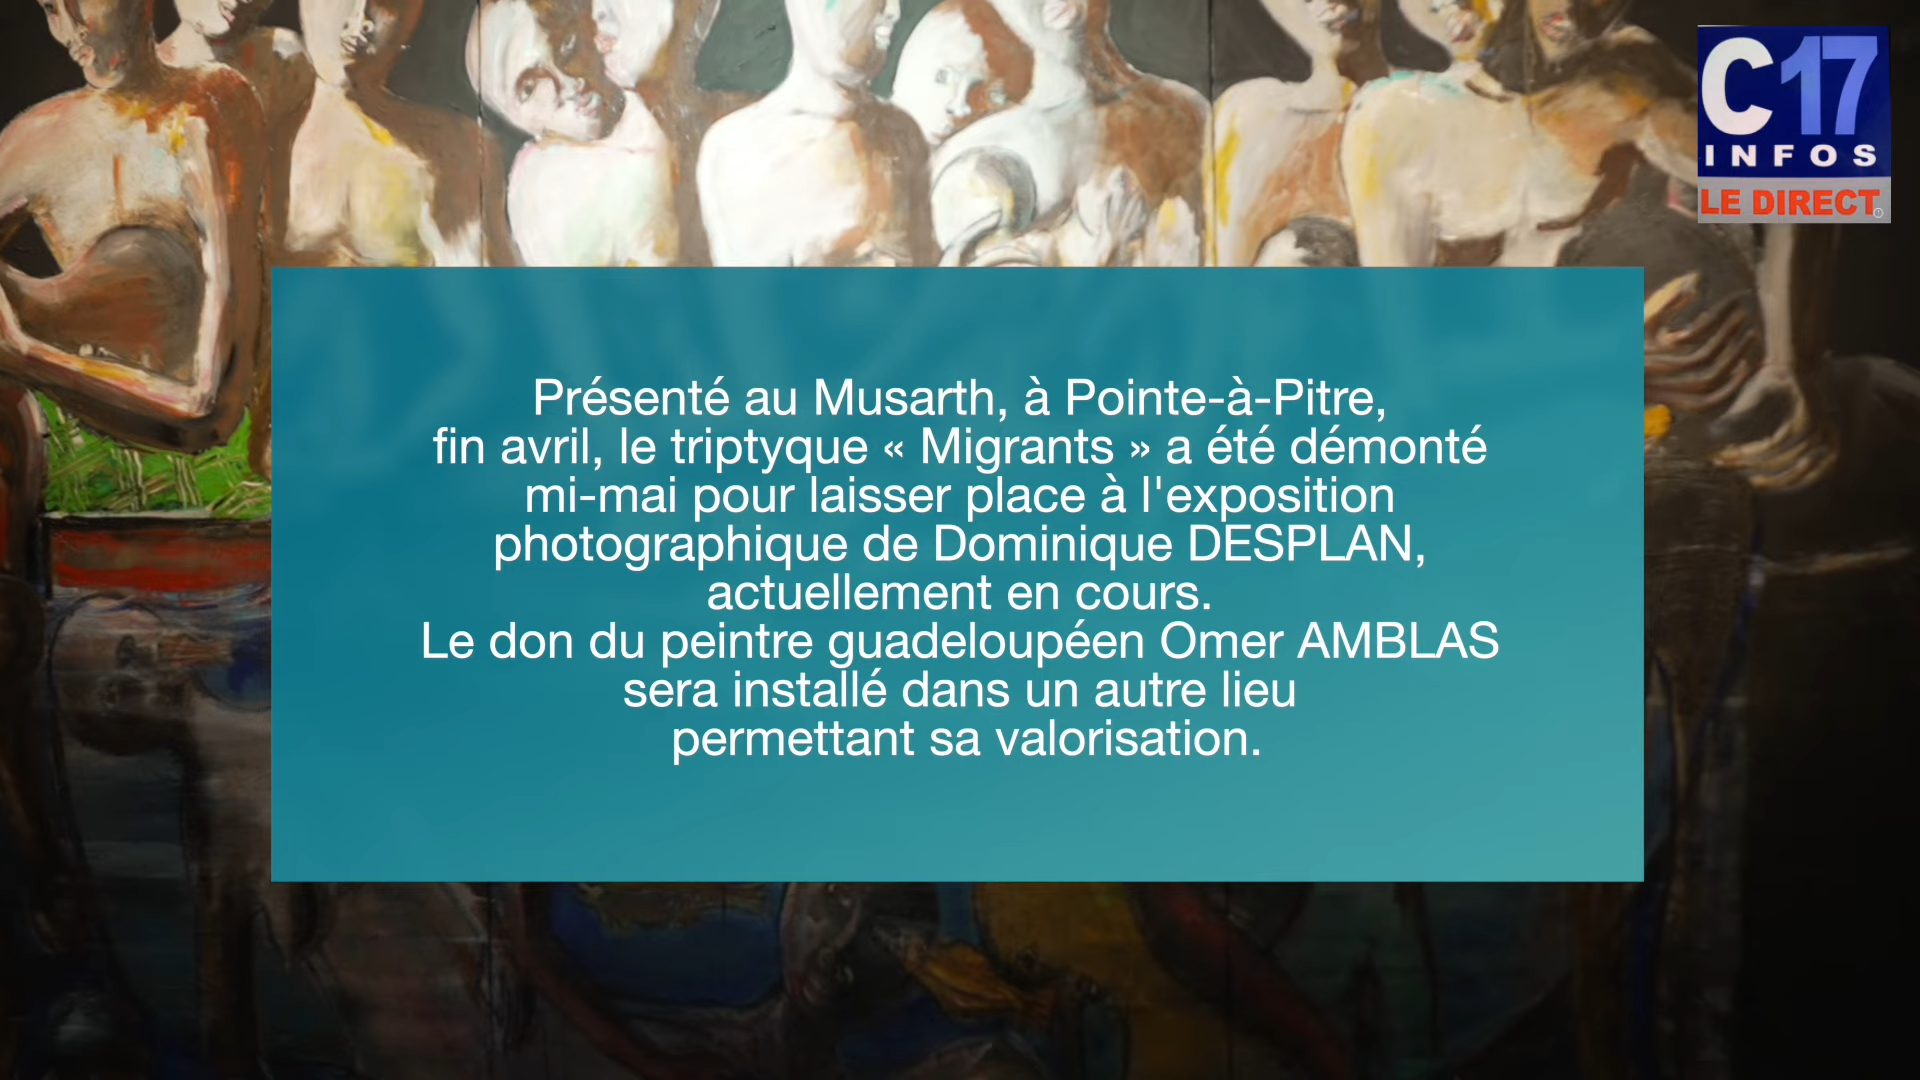 C17
INFOS
LE DIRECT
Présenté au Musarth, à Pointe-à-Pitre,
fin avril, le triptyque « Migrants » a été démonté
mi-mai pour laisser place à l'exposition
photographique de Dominique DESPLAN,
actuellement en cours.
Le don du peintre guadeloupéen Omer AMBLAS
sera installé dans un autre lieu
permettant sa valorisation.